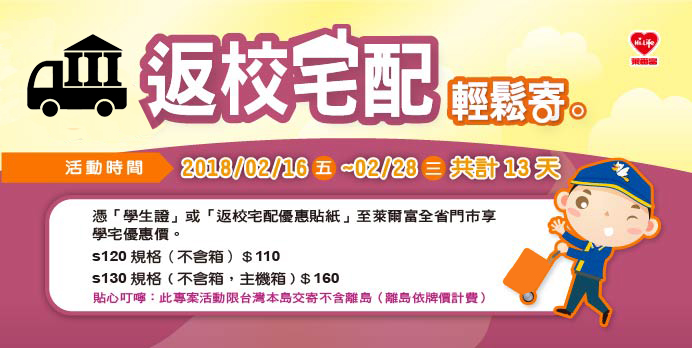 返校宅配
輕鬆寄。
Hi-Life
萊爾富
活動時間
2018/02/16 五 ~02/28 三 共計 13 天
憑「學生證」或「返校宅配優惠貼紙」至萊爾富全省門市享
學宅優惠價。
s120 規格（不含箱）$110
s130 規格（不含箱，主機箱）$160
貼心叮嚀：此專案活動限台灣本島交寄不含離島（離島依牌價計費）